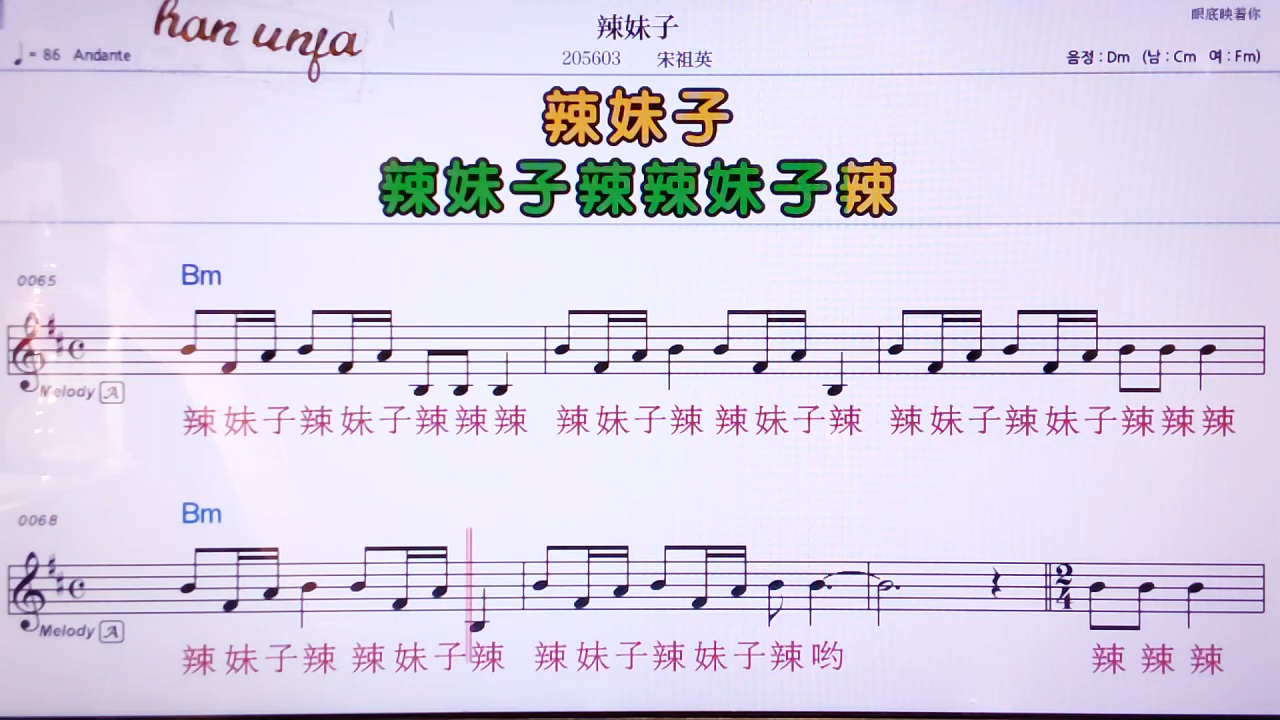 han unja
眼底映着你
辣妹子
♩= 86 Andante
205603 宋祖英
음정 : Dm (남 : Cm 여 : Fm)
辣妹子
辣妹子辣辣妹子辣
0065 Bm
Melody A
辣妹子辣妹子辣辣辣 辣妹子辣 辣妹子辣 辣妹子辣妹子辣辣辣
0068 Bm
2/4
Melody A
辣妹子辣 辣妹子辣 辣妹子辣妹子辣哟 辣辣辣